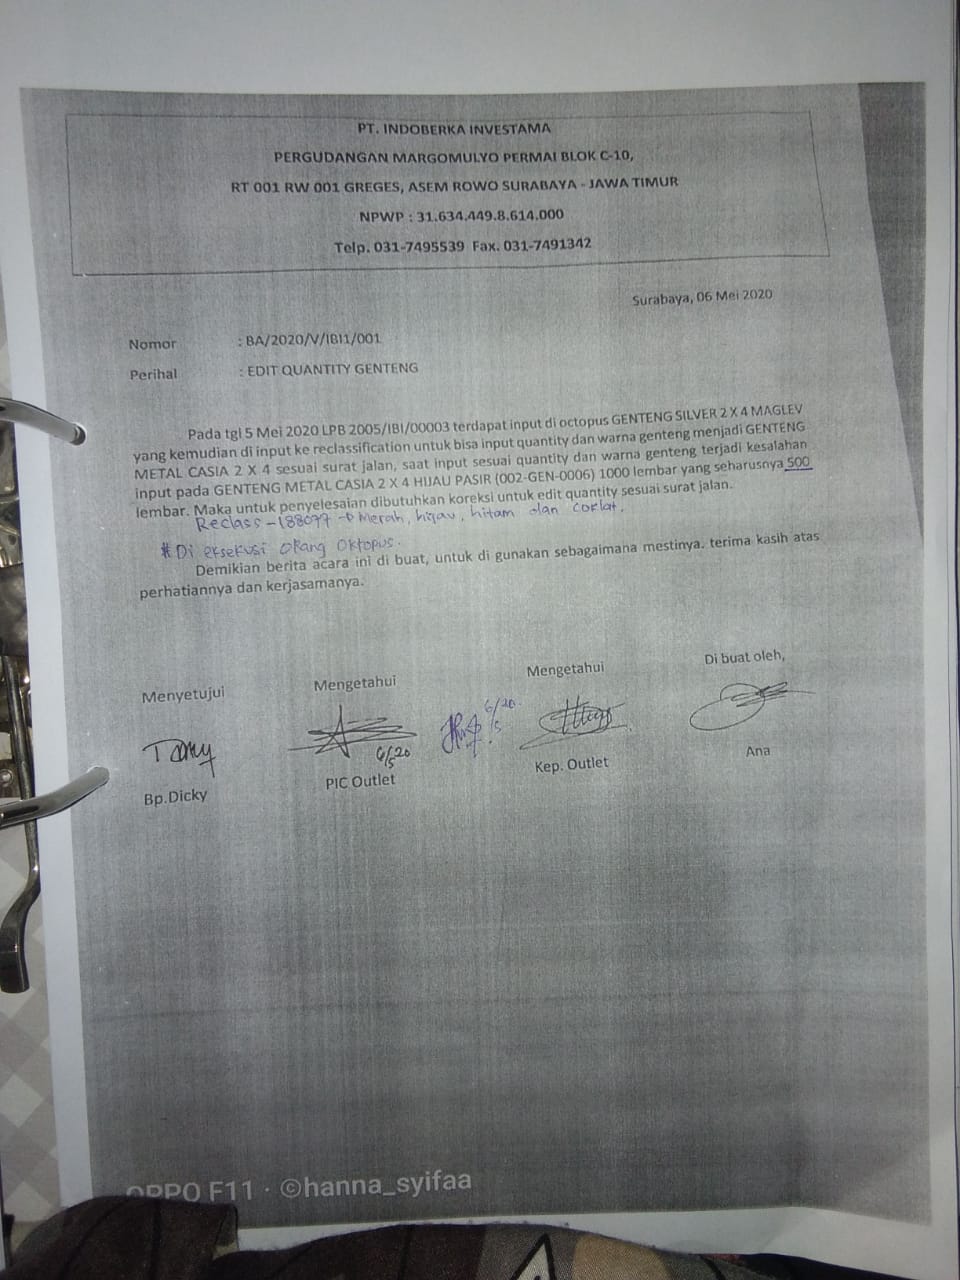 PT. INDOBERKA INVESTAMA
PERGUDANGAN MARGOMULYO PERMAI BLOK C-10,
RT 001 RW 001 GREGES, ASEM ROWO SURABAYA - JAWA TIMUR
NPWP : 31.634.449.8.614.000
Telp. 031-7495539 Fax. 031-7491342
Surabaya, 06 Mei 2020
Nomor : BA/2020/V/IBI1/001
Perihal : EDIT QUANTITY GENTENG
Pada tgl 5 Mei 2020 LPB 2005/IBI/00003 terdapat input di octopus GENTENG SILVER 2 X 4 MAGLEV
yang kemudian di input ke reclassification untuk bisa input quantity dan warna genteng menjadi GENTENG
METAL CASIA 2 X 4 sesuai surat jalan, saat input sesuai quantity dan warna genteng terjadi kesalahan
input pada GENTENG METAL CASIA 2 X 4 HIJAU PASIR (002-GEN-0006) 1000 lembar yang seharusnya 500
lembar. Maka untuk penyelesaian dibutuhkan koreksi untuk edit quantity sesuai surat jalan.
Reclass - 188077 → Merah, hijau, hitam dan coklat.
# Di eksekusi orang Oktopus.
Demikian berita acara ini di buat, untuk di gunakan sebagaimana mestinya. terima kasih atas
perhatiannya dan kerjasamanya.
Menyetujui Mengetahui Mengetahui Di buat oleh,
6/5 20 6/5 20.
Bp.Dicky PIC Outlet Kep. Outlet Ana
OPPO F11 · ©hanna_syifaa